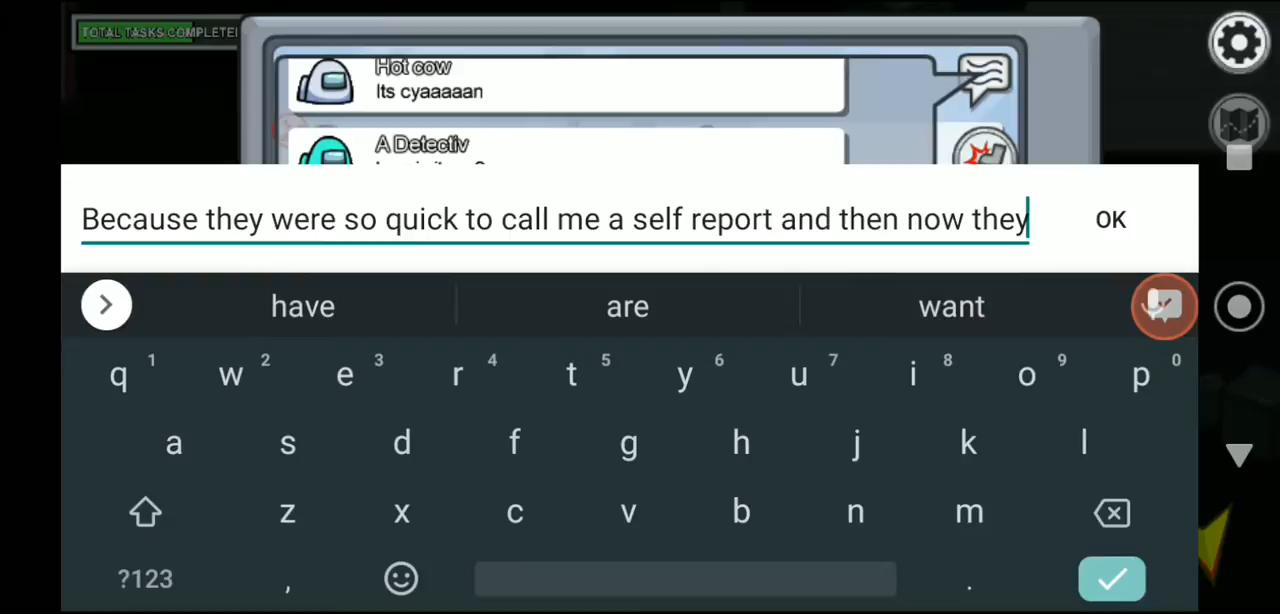 TOTAL TASKS COMPLETE
Hot cow
Its cyaaaaan
A Detectiv
Because they were so quick to call me a self report and then now they
OK
have are want
q 1 w 2 e 3 r 4 t 5 y 6 u 7 i 8 o 9 p 0
a s d f g h j k l
z x c v b n m
?123 , .